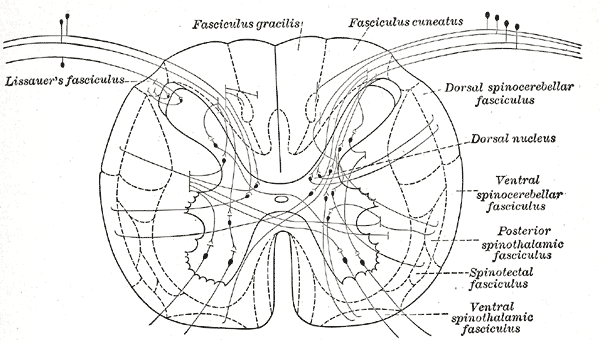 Fasciculus gracilis
Fasciculus cuneatus
Lissauer's fasciculus
Dorsal spinocerebellar
fasciculus
Dorsal nucleus
Ventral
spinocerebellar
fasciculus
Posterior
spinothalamic
fasciculus
Spinotectal
fasciculus
Ventral
spinothalamic
fasciculus